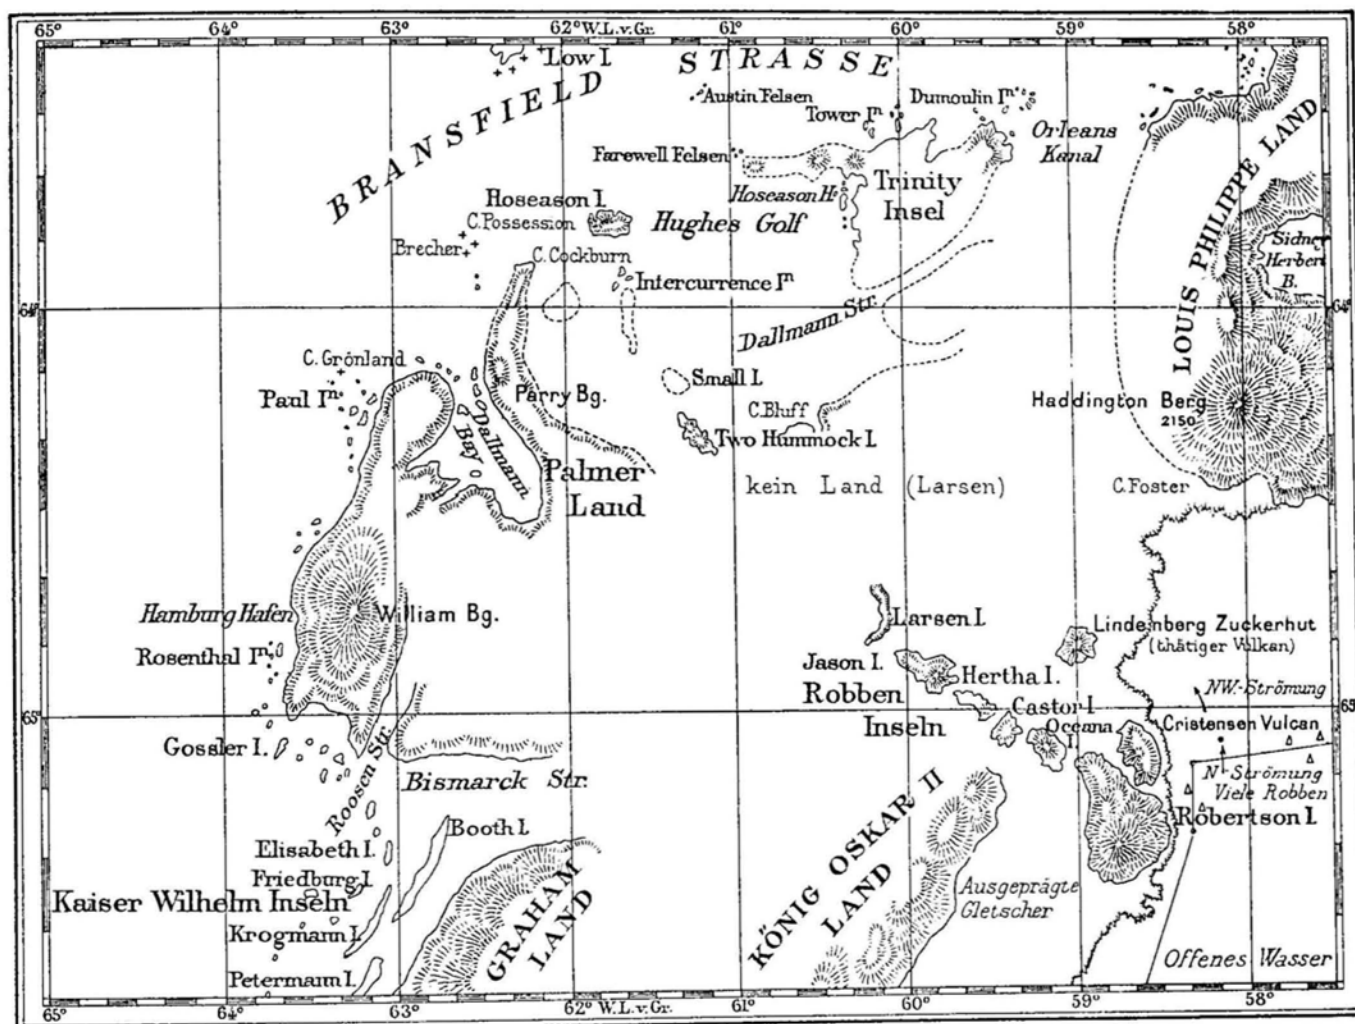 65° 64° 63° 62° W.L.v.Gr. 61° 60° 59° 58°
Low I.
BRANSFIELD STRASSE
Austin Felsen
Dumoulin Iⁿ
Tower Iⁿ
Orleans
Kanal
Farewell Felsen
Trinity
Insel
Hoseason I.
Hoseason H.
C. Possession
Hughes Golf
LOUIS PHILIPPE LAND
Brecher
C. Cockburn
Sidney
Herbert
B.
Intercurrence Iⁿ
64°
64°
Dallmann Str.
C. Grönland
Paul Iⁿ
Parry Bg.
Small I.
Haddington Berg
2150
C. Bluff
Two Hummock I.
Dallmann
Bay
Palmer
Land
kein Land (Larsen)
C. Foster
Hamburg Hafen
William Bg.
Larsen I.
Lindenberg Zuckerhut
(thätiger Vulkan)
Rosenthal Iⁿ
Jason I.
Hertha I.
Robben
Inseln
NW.-Strömung
Castor I.
65°
65°
Oceana
I.
Cristensen Vulcan
Gossler I.
Roosen Str.
Bismarck Str.
N-Strömung
Viele Robben
Robertson I.
Booth I.
Elisabeth I.
Friedburg I.
Kaiser Wilhelm Inseln
GRAHAM
LAND
KÖNIG OSKAR II
LAND
Ausgeprägte
Gletscher
Krogmann I.
Petermann I.
Offenes Wasser
65° 64° 63° 62° W.L.v.Gr. 61° 60° 59° 58°